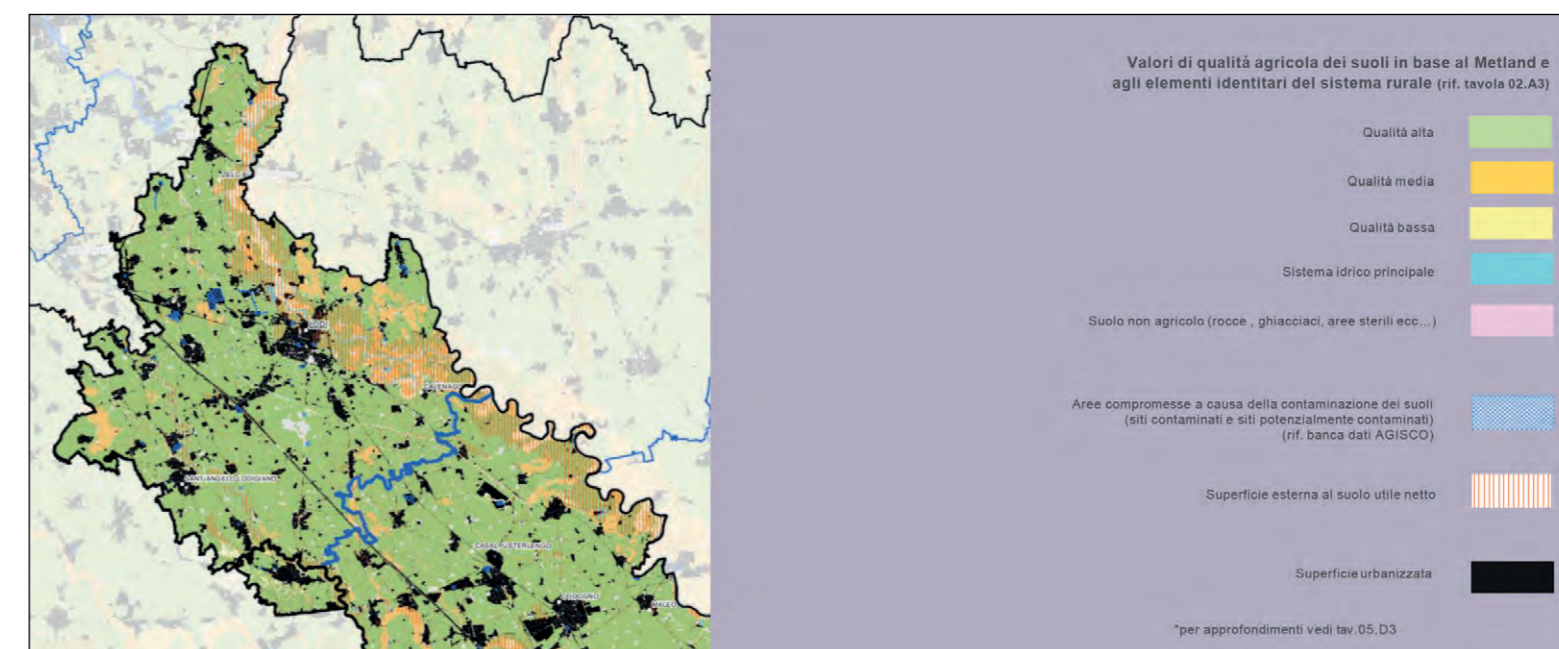 ZELO B.
LODI
CAVENAGO
SANT'ANGELO LODIGIANO
CASALPUSTERLENGO
CODOGNO
MALEO
Valori di qualità agricola dei suoli in base al Metland e
agli elementi identitari del sistema rurale (rif. tavola 02.A3)
Qualità alta
Qualità media
Qualità bassa
Sistema idrico principale
Suolo non agricolo (rocce , ghiacciaci, aree sterili ecc...)
Aree compromesse a causa della contaminazione dei suoli
(siti contaminati e siti potenzialmente contaminati)
(rif. banca dati AGISCO)
Superficie esterna al suolo utile netto
Superficie urbanizzata
*per approfondimenti vedi tav.05.D3